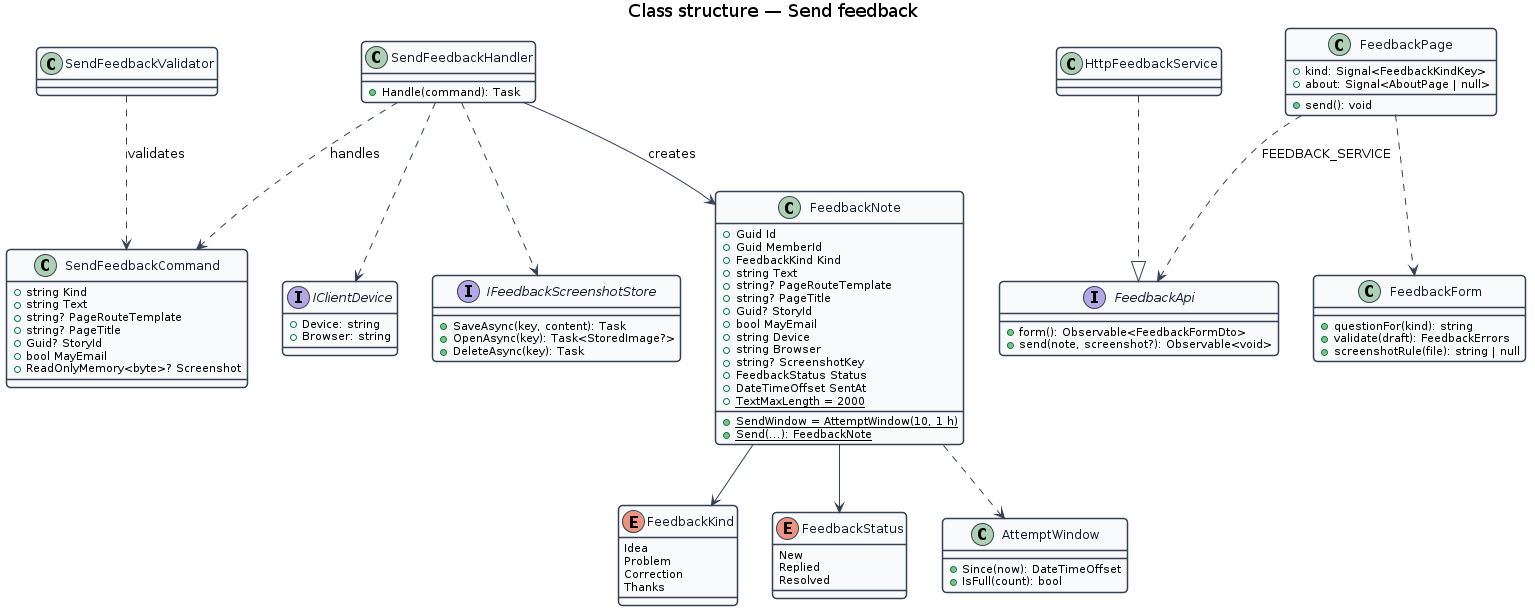 Class structure — Send feedback
C SendFeedbackValidator
C SendFeedbackHandler
Handle(command): Task
C HttpFeedbackService
C FeedbackPage
kind: Signal<FeedbackKindKey>
about: Signal<AboutPage | null>
send(): void
validates
handles
creates
FEEDBACK_SERVICE
C SendFeedbackCommand
string Kind
string Text
string? PageRouteTemplate
string? PageTitle
Guid? StoryId
bool MayEmail
ReadOnlyMemory<byte>? Screenshot
I IClientDevice
Device: string
Browser: string
I IFeedbackScreenshotStore
SaveAsync(key, content): Task
OpenAsync(key): Task<StoredImage?>
DeleteAsync(key): Task
C FeedbackNote
Guid Id
Guid MemberId
FeedbackKind Kind
string Text
string? PageRouteTemplate
string? PageTitle
Guid? StoryId
bool MayEmail
string Device
string Browser
string? ScreenshotKey
FeedbackStatus Status
DateTimeOffset SentAt
TextMaxLength = 2000
SendWindow = AttemptWindow(10, 1 h)
Send(...): FeedbackNote
I FeedbackApi
form(): Observable<FeedbackFormDto>
send(note, screenshot?): Observable<void>
C FeedbackForm
questionFor(kind): string
validate(draft): FeedbackErrors
screenshotRule(file): string | null
E FeedbackKind
Idea
Problem
Correction
Thanks
E FeedbackStatus
New
Replied
Resolved
C AttemptWindow
Since(now): DateTimeOffset
IsFull(count): bool